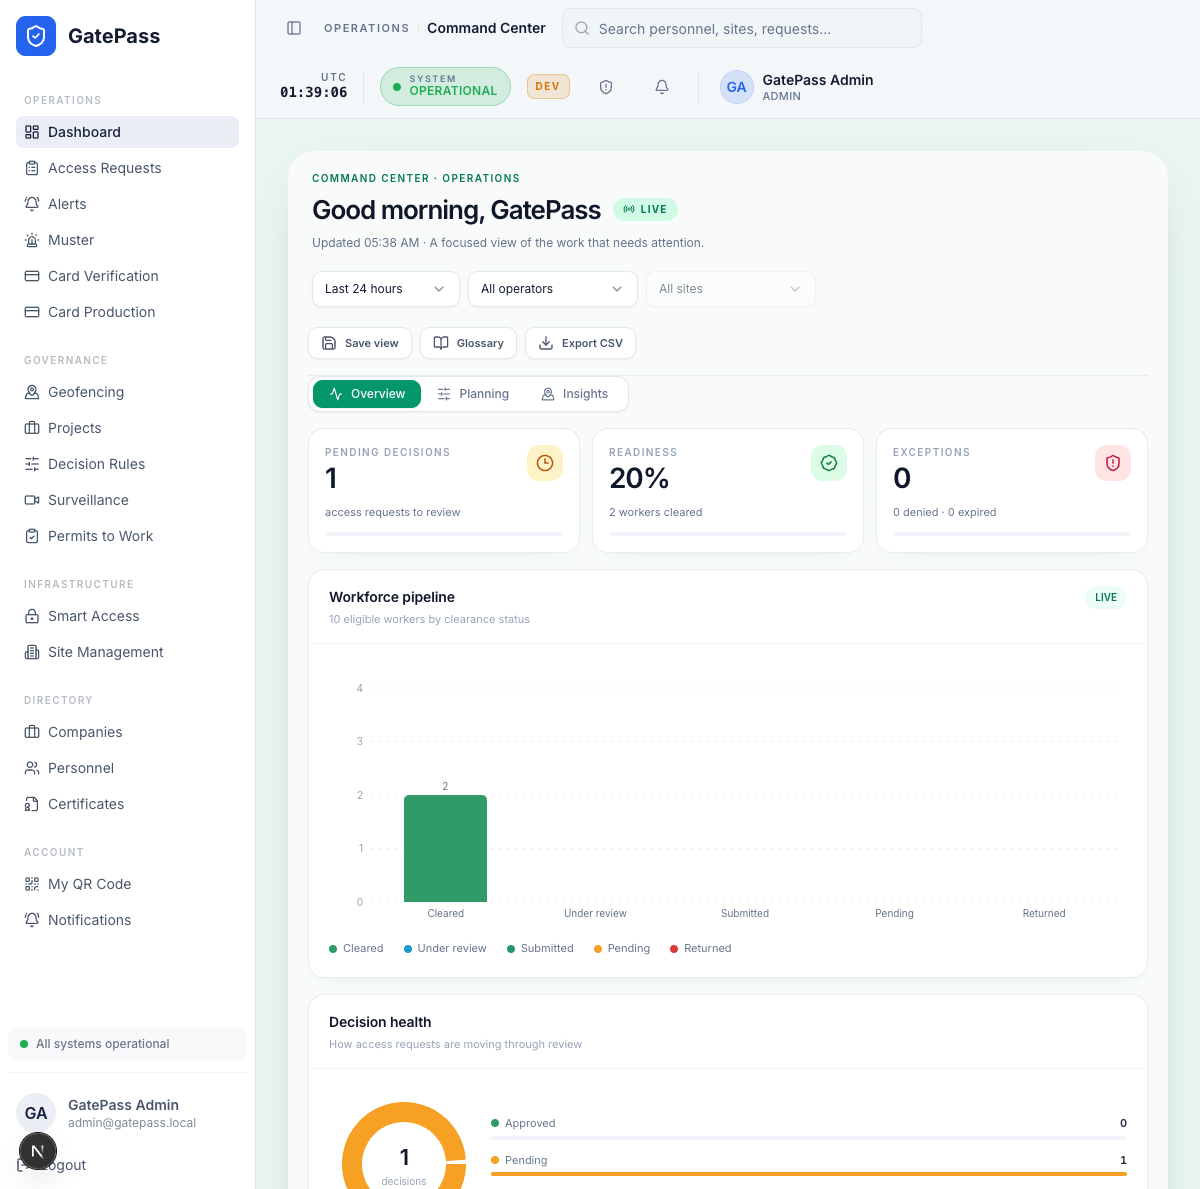 GatePass
OPERATIONS
Dashboard
Access Requests
Alerts
Muster
Card Verification
Card Production
GOVERNANCE
Geofencing
Projects
Decision Rules
Surveillance
Permits to Work
INFRASTRUCTURE
Smart Access
Site Management
DIRECTORY
Companies
Personnel
Certificates
ACCOUNT
My QR Code
Notifications
All systems operational
GA
GatePass Admin
admin@gatepass.local
N
ogout
OPERATIONS
Command Center
Search personnel, sites, requests...
UTC
01:39:06
SYSTEM
OPERATIONAL
DEV
GA
GatePass Admin
ADMIN
COMMAND CENTER · OPERATIONS
Good morning, GatePass
LIVE
Updated 05:38 AM · A focused view of the work that needs attention.
Last 24 hours
All operators
All sites
Save view
Glossary
Export CSV
Overview
Planning
Insights
PENDING DECISIONS
1
access requests to review
READINESS
20%
2 workers cleared
EXCEPTIONS
0
0 denied · 0 expired
Workforce pipeline
LIVE
10 eligible workers by clearance status
4
3
2
1
0
2
Cleared
Under review
Submitted
Pending
Returned
Cleared
Under review
Submitted
Pending
Returned
Decision health
How access requests are moving through review
1
decisions
Approved 0
Pending 1